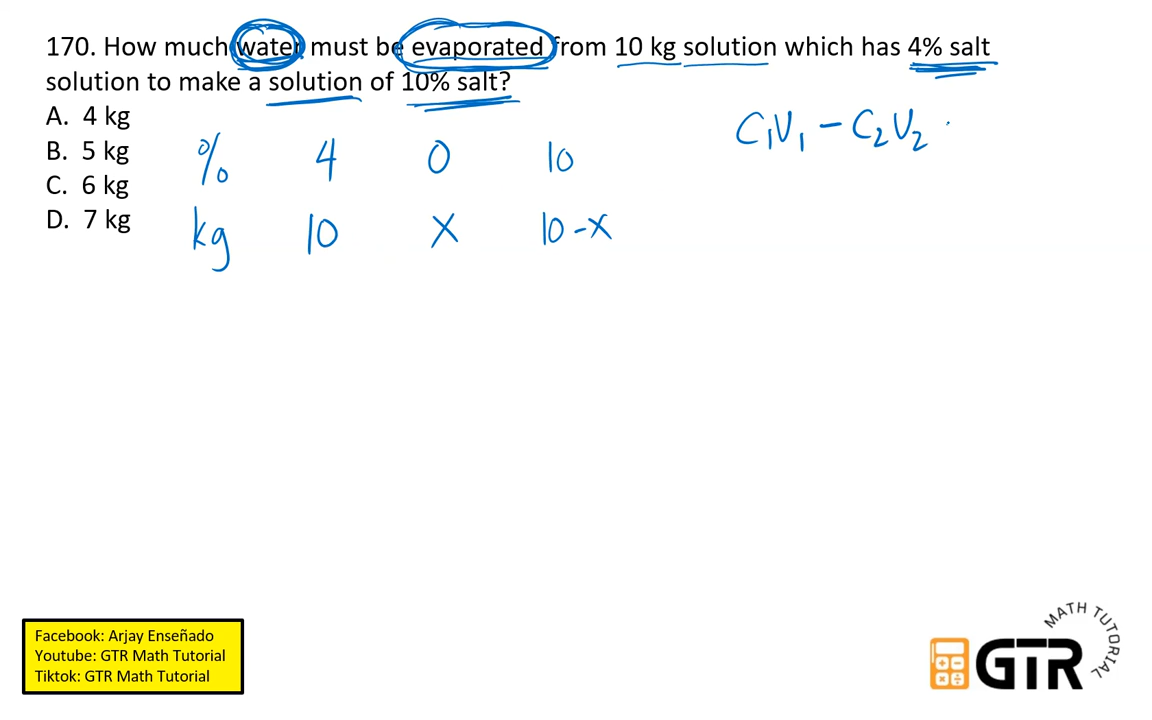 170. How much water must be evaporated from 10 kg solution which has 4% salt
solution to make a solution of 10% salt?
A. 4 kg
B. 5 kg
C. 6 kg
D. 7 kg
% 4 0 10
kg 10 x 10-x
C₁V₁ - C₂V₂
Facebook: Arjay Enseñado
Youtube: GTR Math Tutorial
Tiktok: GTR Math Tutorial
GTR
MATH TUTORIAL